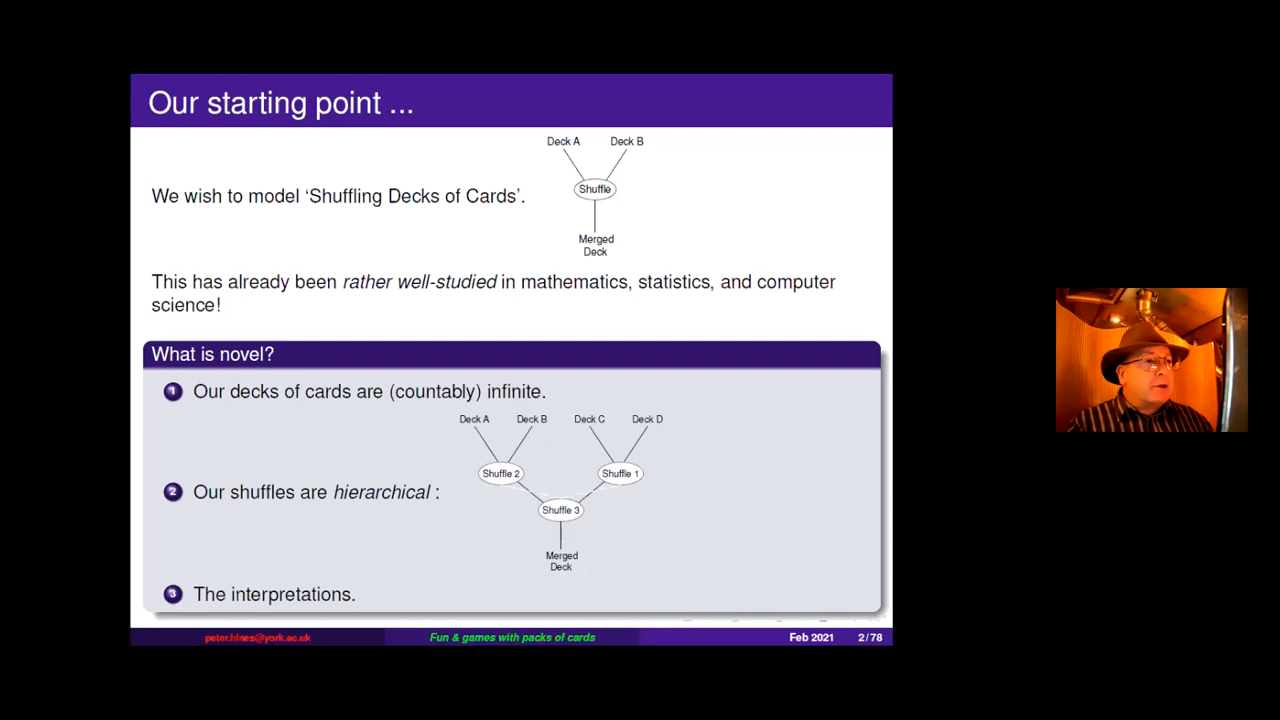 Our starting point ...
Deck A Deck B
We wish to model ‘Shuffling Decks of Cards’.
Shuffle
Merged
Deck
This has already been rather well-studied in mathematics, statistics, and computer
science!
What is novel?
1 Our decks of cards are (countably) infinite.
Deck A Deck B Deck C Deck D
Shuffle 2 Shuffle 1
2 Our shuffles are hierarchical :
Shuffle 3
Merged
Deck
3 The interpretations.
peter.hines@york.ac.uk Fun & games with packs of cards Feb 2021 2/78